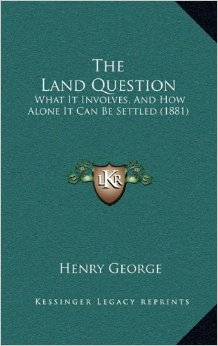 The
Land Question
What It Involves, And How
Alone It Can Be Settled (1881)
LKR
Henry George
Kessinger Legacy Reprints